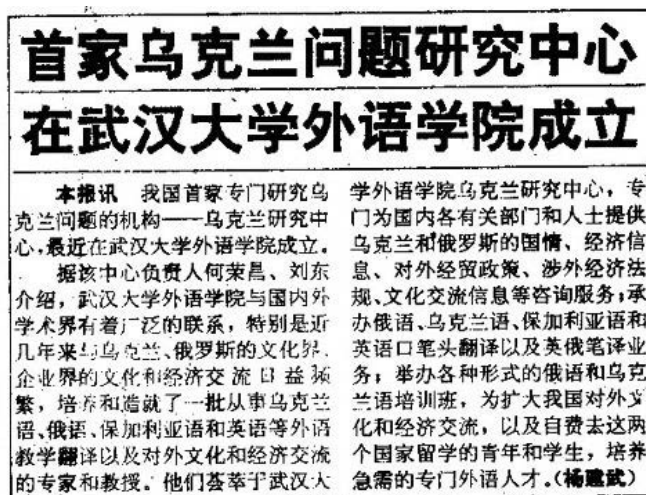 首家乌克兰问题研究中心
在武汉大学外语学院成立
本报讯 我国首家专门研究乌
克兰问题的机构——乌克兰研究中
心,最近在武汉大学外语学院成立。
据该中心负责人何荣昌、刘东
介绍，武汉大学外语学院与国内外
学术界有着广泛的联系，特别是近
几年来与乌克兰、俄罗斯的文化界、
企业界的文化和经济交流日益频
繁，培养和造就了一批从事乌克兰
语、俄语、保加利亚语和英语等外语
教学翻译以及对外文化和经济交流
的专家和教授。他们荟萃于武汉大
学外语学院乌克兰研究中心，专
门为国内各有关部门和人士提供
乌克兰和俄罗斯的国情、经济信
息、对外经贸政策、涉外经济法
规、文化交流信息等咨询服务;承
办俄语、乌克兰语、保加利亚语和
英语口笔头翻译以及英俄笔译业
务；举办各种形式的俄语和乌克
兰语培训班，为扩大我国对外文
化和经济交流，以及自费去这两
个国家留学的青年和学生，培养
急需的专门外语人才。(杨建武)